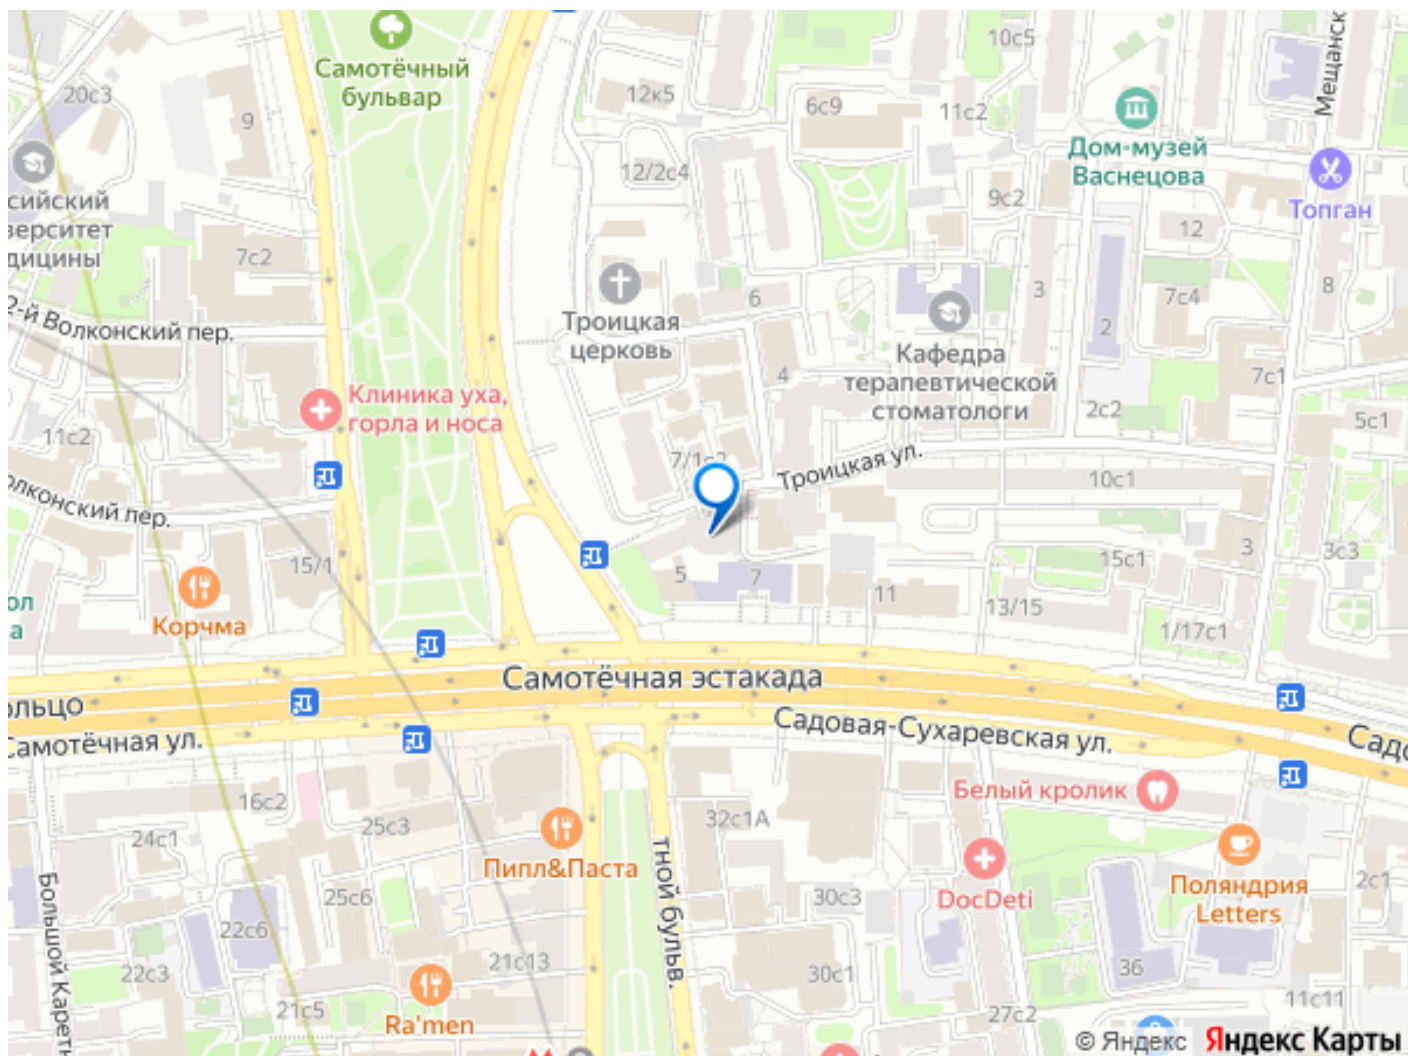 Самотёчный
бульвар
20с3
9
12к5
6с9
10с5
11с2
Мещанск
Дом-музей
Васнецова
Топган
12/2с4
9с2
12
сийский
верситет
дицины
7с2
2-й Волконский пер.
Троицкая
церковь
6
3
2
7с4
8
Кафедра
терапевтической
стоматологи
4
7с1
2с2
5с1
Клиника уха,
горла и носа
11с2
олконский пер.
7/1с2
Троицкая ул.
10с1
15/1
5
7
11
15с1
3
3с3
13/15
1/17с1
ол
а
Корчма
Самотёчная эстакада
ольцо
Самотёчная ул.
Садовая-Сухаревская ул.
Садо
16с2
24с1
25с3
Пипл&Паста
32с1А
Белый кролик
DocDeti
Поляндрия
Letters
2с1
Большой Каретн
25с6
22с6
22с3
21с13
21с5
Ra'men
тной бульв.
30с3
30с1
36
27с2
11с11
© Яндекс Яндекс Карты